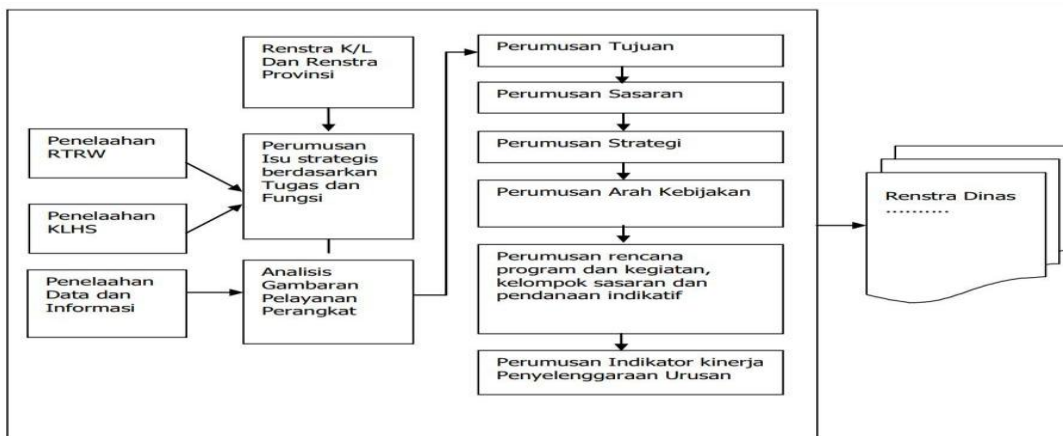 Renstra K/L
Dan Renstra
Provinsi
Penelaahan
RTRW
Perumusan
Isu strategis
berdasarkan
Tugas dan
Fungsi
Penelaahan
KLHS
Penelaahan
Data dan
Informasi
Analisis
Gambaran
Pelayanan
Perangkat
Perumusan Tujuan
Perumusan Sasaran
Perumusan Strategi
Perumusan Arah Kebijakan
Perumusan rencana
program dan kegiatan,
kelompok sasaran dan
pendanaan indikatif
Perumusan Indikator kinerja
Penyelenggaraan Urusan
Renstra Dinas
..........